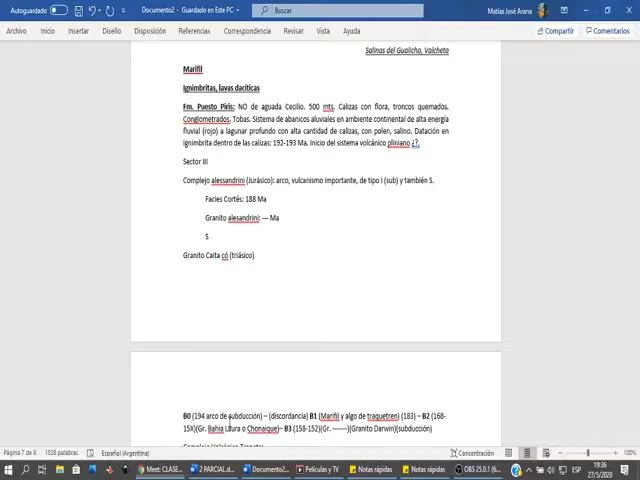 Autoguardado
Documento2 - Guardado en Este PC
Buscar
Matías José Arana
Archivo Inicio Insertar Diseño Disposición Referencias Correspondencia Revisar Vista Ayuda Compartir Comentarios
Salinas del Gualicho, Valcheta
Marifil
Ignimbritas, lavas dacíticas
Fm. Puesto Piris: NO de aguada Cecilio. 500 mts. Calizas con flora, troncos quemados.
Conglometrados. Tobas. Sistema de abanicos aluviales en ambiente continental de alta energía
fluvial (rojo) a lagunar profundo con alta cantidad de calizas, con polen, salino. Datación en
Ignimbrita dentro de las calizas: 192-193 Ma. Inicio del sistema volcánico pliniano ¿?.
Sector III
Complejo alessandrini (Jurásico): arco, vulcanismo importante, de tipo I (sub) y también S.
Facies Cortés: 188 Ma
Granito alesandrini: --- Ma
S
Granito Caita có (triásico)
B0 (194 arco de subducción) – (discordancia) B1 (Marifil y algo de traquetren) (183) – B2 (168-
15X)(Gr. Bahia Laura o Chonaique)– B3 (158-152)(Gr. -------)(Granito Darwin)(subducción)
Página 7 de 8 1838 palabras Español (Argentina) Concentración 100%
Meet: CLASE... 2 PARCIAL.d... Documento2... Películas y TV Notas rápidas Notas rápidas OBS 25.0.1 (6... ESP 19:36
27/5/2020